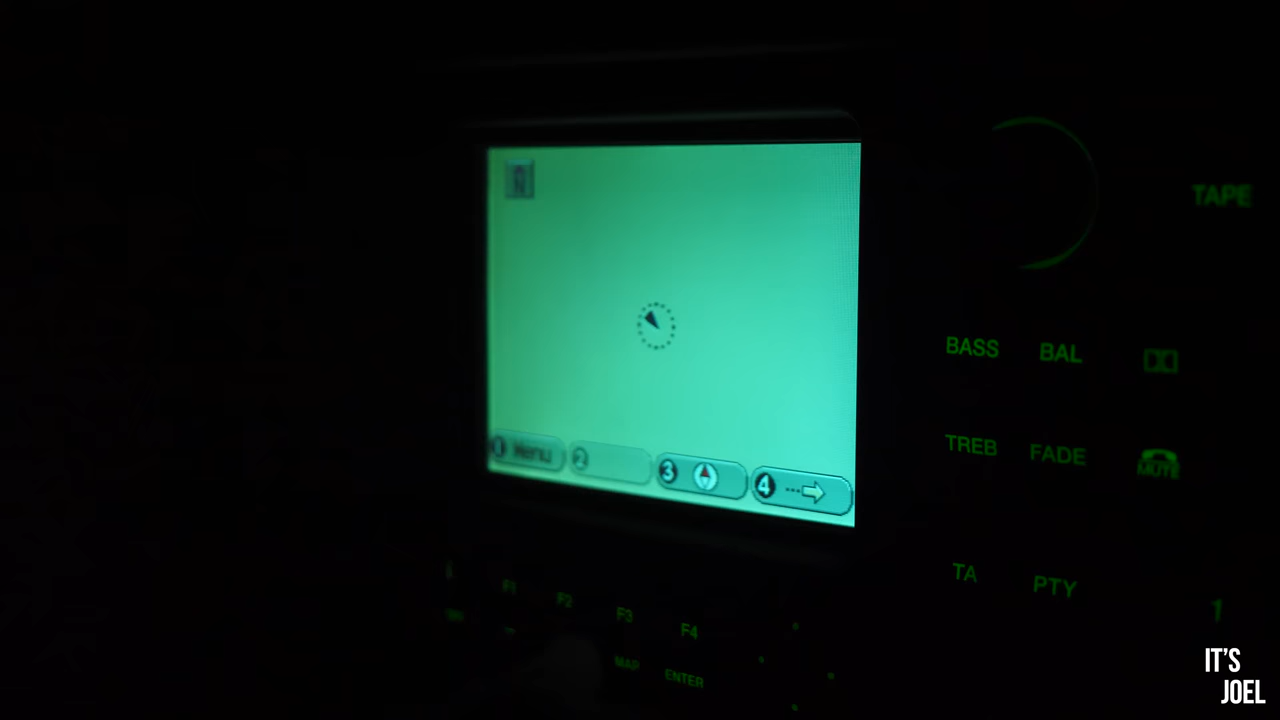 N
TAPE
BASS BAL
TREB FADE
MUTE
1 Menu 2 3 4
TA PTY
F1 F2 F3 F4
1
MAP ENTER
IT'S
JOEL